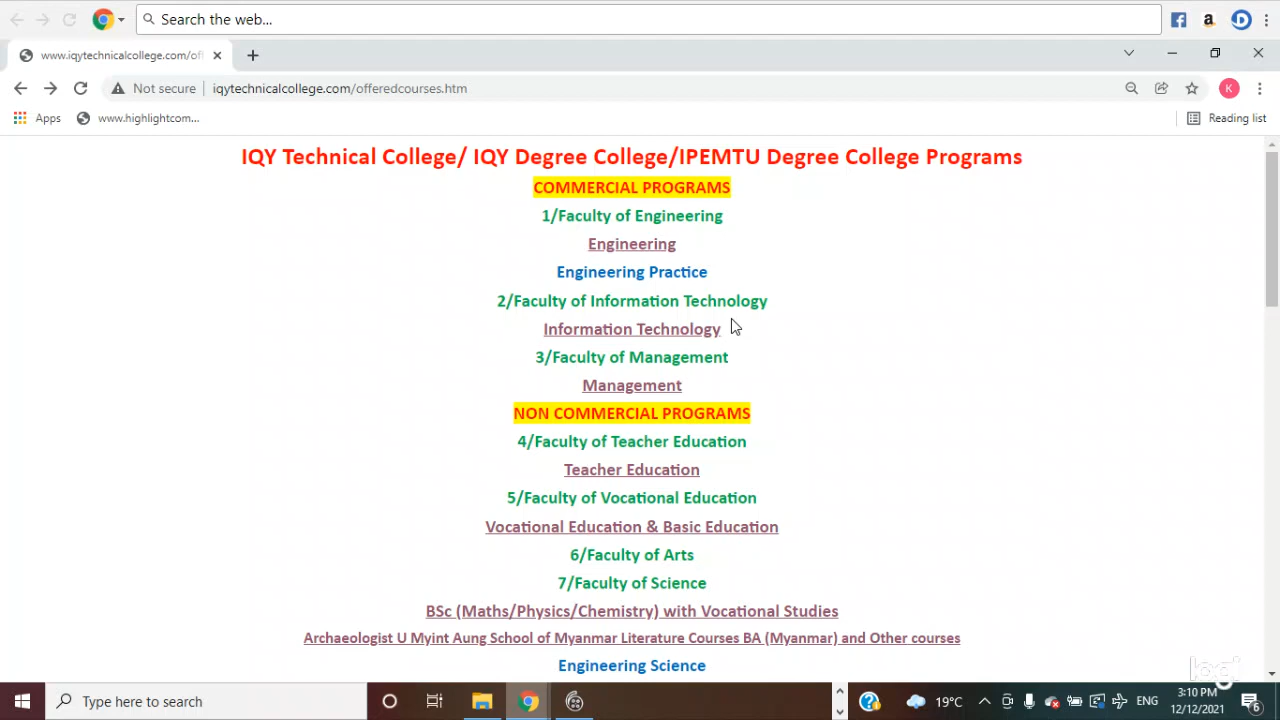 Search the web...
www.iqytechnicalcollege.com/off
Not secure iqytechnicalcollege.com/offeredcourses.htm
K
Apps www.highlightcom... Reading list
IQY Technical College/ IQY Degree College/IPEMTU Degree College Programs
COMMERCIAL PROGRAMS
1/Faculty of Engineering
Engineering
Engineering Practice
2/Faculty of Information Technology
Information Technology
3/Faculty of Management
Management
NON COMMERCIAL PROGRAMS
4/Faculty of Teacher Education
Teacher Education
5/Faculty of Vocational Education
Vocational Education & Basic Education
6/Faculty of Arts
7/Faculty of Science
BSc (Maths/Physics/Chemistry) with Vocational Studies
Archaeologist U Myint Aung School of Myanmar Literature Courses BA (Myanmar) and Other courses
Engineering Science
logi
Type here to search
19°C
ENG
3:10 PM
12/12/2021
6